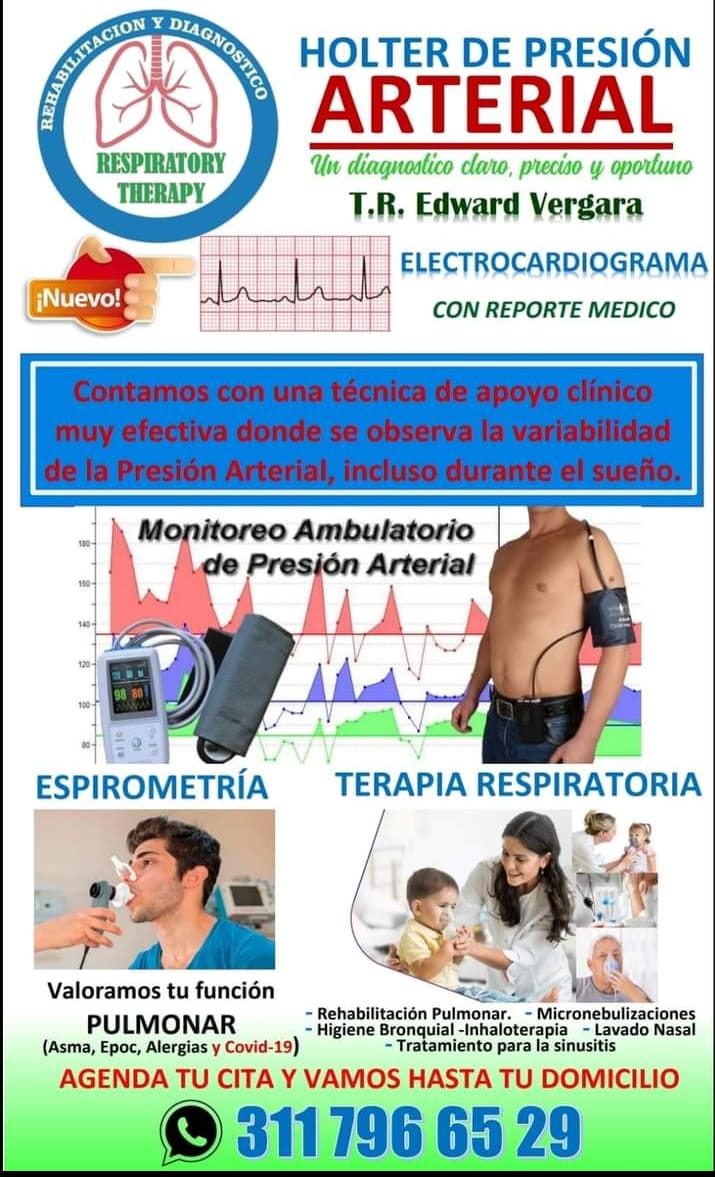 REHABILITACION Y DIAGNOSTICO
RESPIRATORY
THERAPY
HOLTER DE PRESIÓN
ARTERIAL
Un diagnostico claro, preciso y oportuno
T.R. Edward Vergara
¡Nuevo!
ELECTROCARDIOGRAMA
CON REPORTE MEDICO
Contamos con una técnica de apoyo clínico
muy efectiva donde se observa la variabilidad
de la Presión Arterial, incluso durante el sueño.
Monitoreo Ambulatorio
de Presión Arterial
180
160
140
120
100
80
98 80
ESPIROMETRÍA
TERAPIA RESPIRATORIA
Valoramos tu función
PULMONAR
(Asma, Epoc, Alergias y Covid-19)
- Rehabilitación Pulmonar. - Micronebulizaciones
- Higiene Bronquial -Inhaloterapia - Lavado Nasal
- Tratamiento para la sinusitis
AGENDA TU CITA Y VAMOS HASTA TU DOMICILIO
311 796 65 29